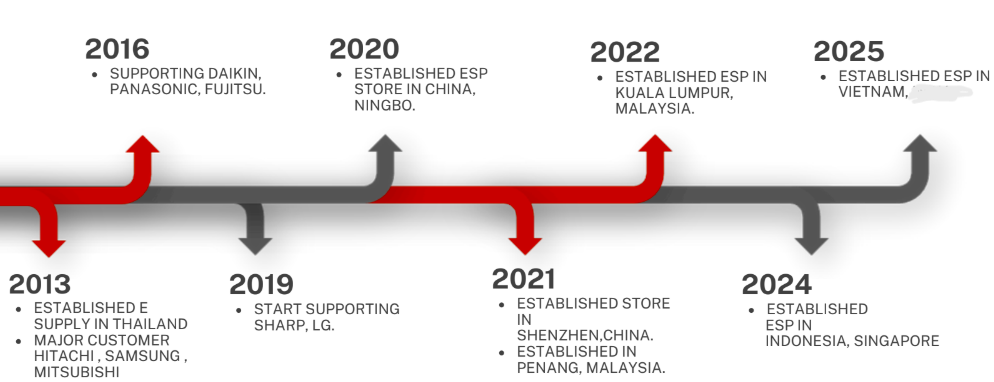 2016
• SUPPORTING DAIKIN,
PANASONIC, FUJITSU.
2020
• ESTABLISHED ESP
STORE IN CHINA,
NINGBO.
2022
• ESTABLISHED ESP IN
KUALA LUMPUR,
MALAYSIA.
2025
• ESTABLISHED ESP IN
VIETNAM,
2013
• ESTABLISHED E
SUPPLY IN THAILAND
• MAJOR CUSTOMER
HITACHI , SAMSUNG ,
MITSUBISHI
2019
• START SUPPORTING
SHARP, LG.
2021
• ESTABLISHED STORE
IN
SHENZHEN,CHINA.
• ESTABLISHED IN
PENANG, MALAYSIA.
2024
• ESTABLISHED
ESP IN
INDONESIA, SINGAPORE